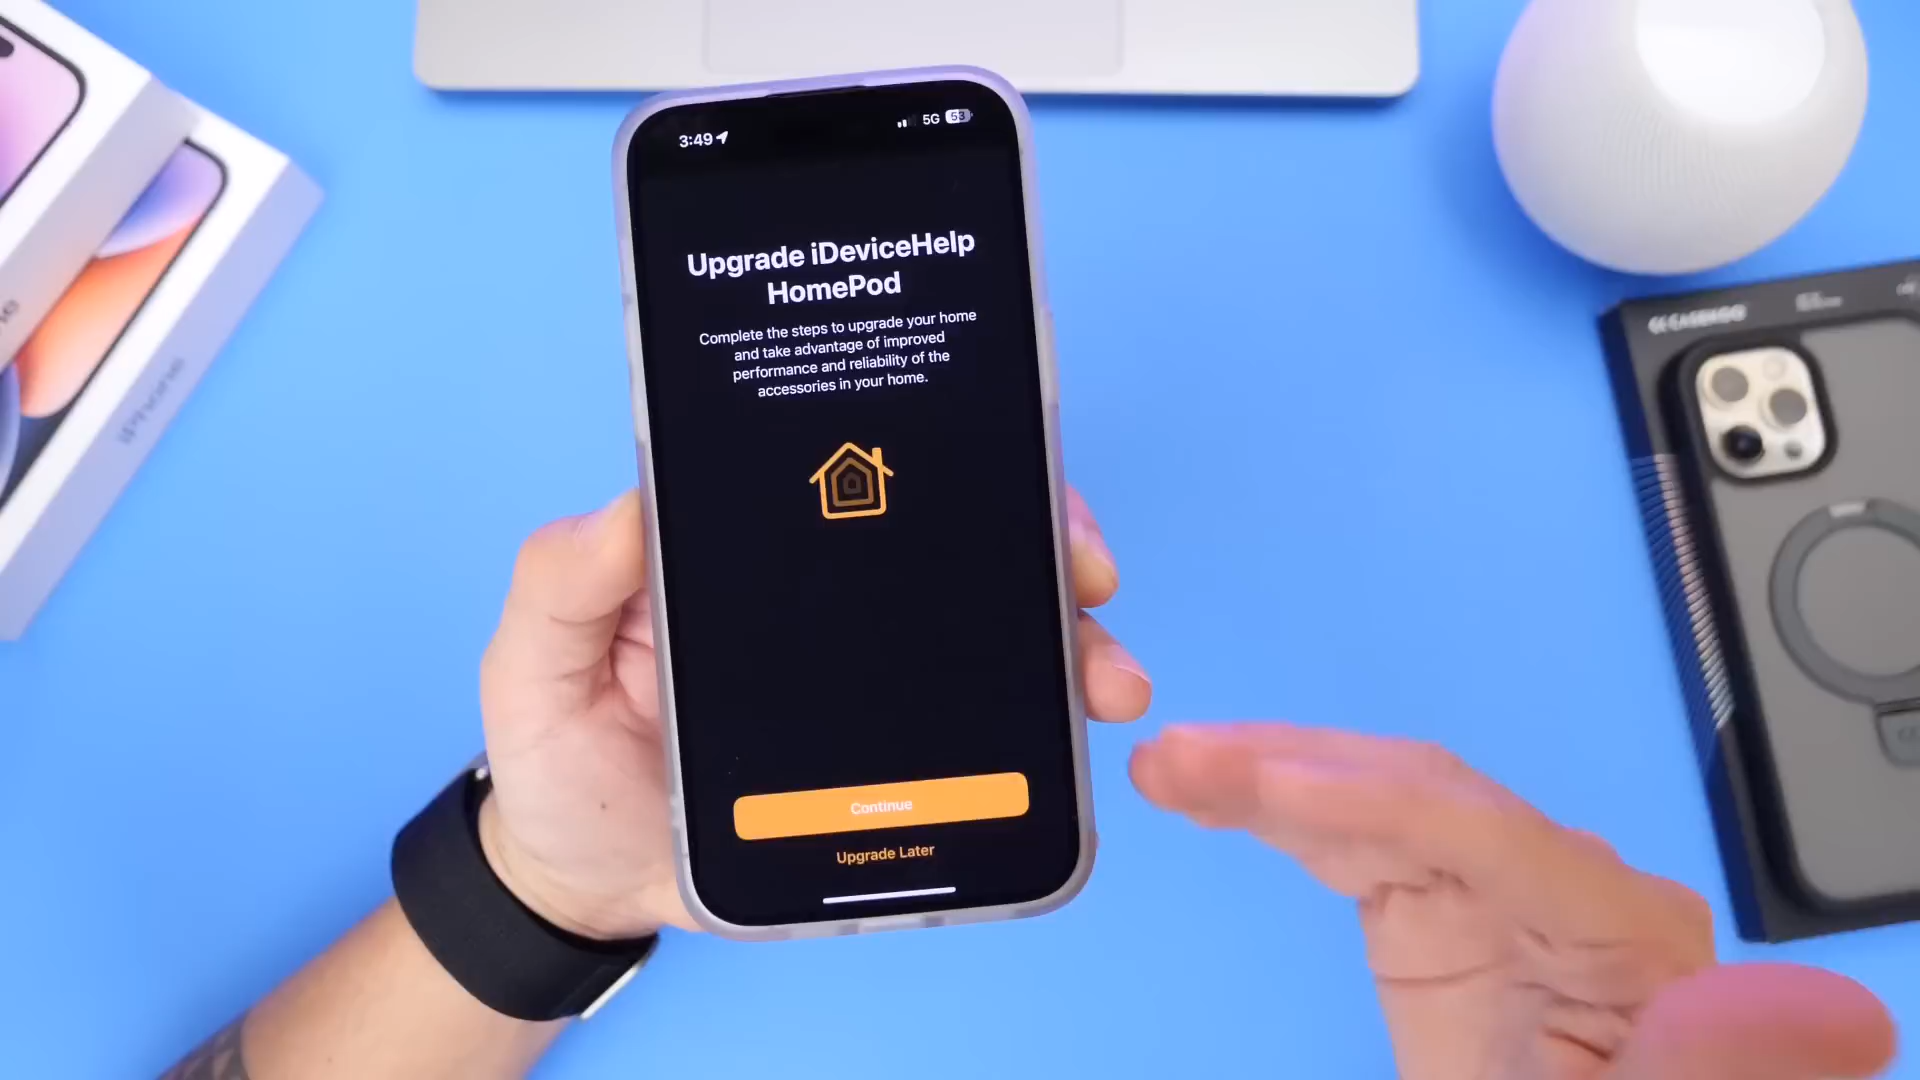 3:49
5G 53
Upgrade iDeviceHelp
HomePod
Complete the steps to upgrade your home
and take advantage of improved
performance and reliability of the
accessories in your home.
Continue
Upgrade Later
iPhone